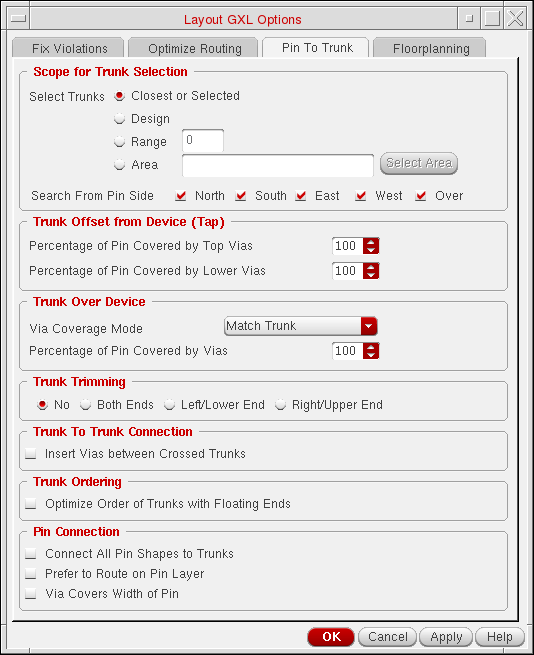 Layout GXL Options
Fix Violations Optimize Routing Pin To Trunk Floorplanning
Scope for Trunk Selection
Select Trunks Closest or Selected
Design
Range 0
Area Select Area
Search From Pin Side North South East West Over
Trunk Offset from Device (Tap)
Percentage of Pin Covered by Top Vias 100
Percentage of Pin Covered by Lower Vias 100
Trunk Over Device
Via Coverage Mode Match Trunk
Percentage of Pin Covered by Vias 100
Trunk Trimming
No Both Ends Left/Lower End Right/Upper End
Trunk To Trunk Connection
Insert Vias between Crossed Trunks
Trunk Ordering
Optimize Order of Trunks with Floating Ends
Pin Connection
Connect All Pin Shapes to Trunks
Prefer to Route on Pin Layer
Via Covers Width of Pin
OK Cancel Apply Help